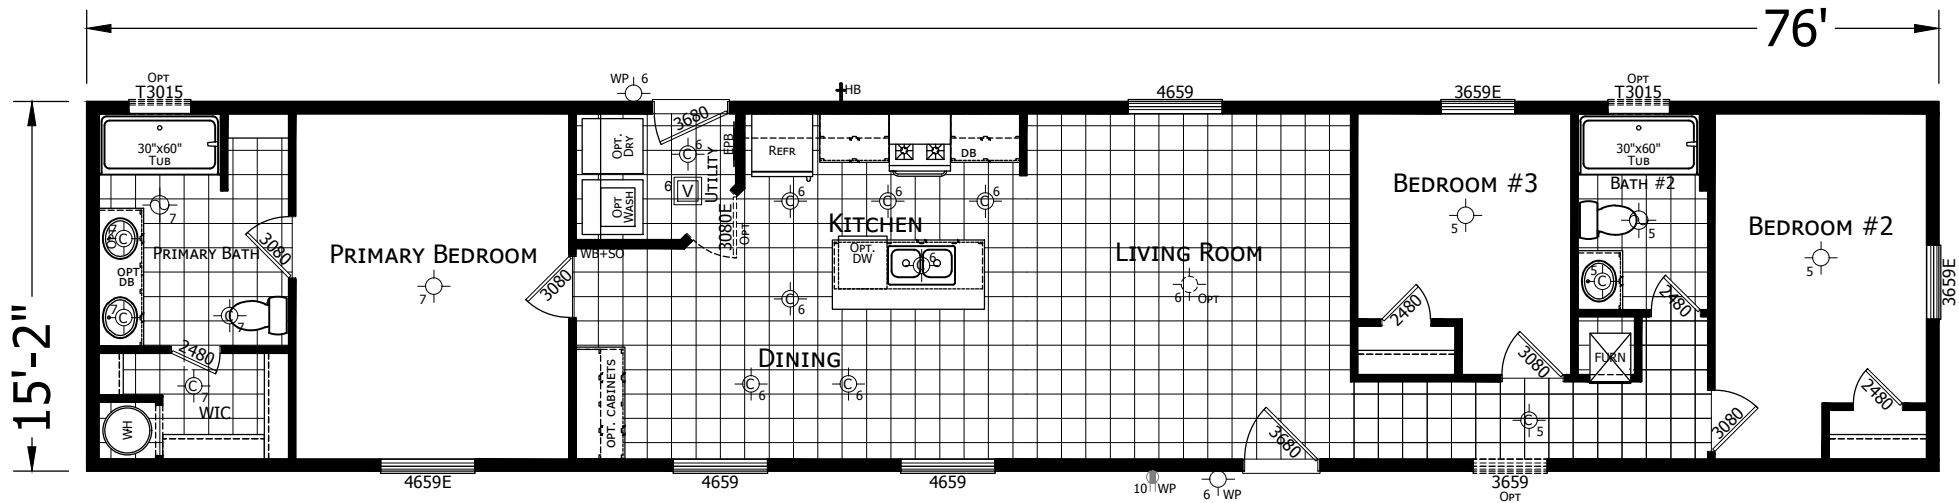 76'
15'-2"
OPT
T3015
WP 6
HB
4659
3659E
OPT
T3015
30"X60"
TUB
7
PRIMARY BATH
OPT
DB
7
7
7
3080
2480
7
WIC
WH
PRIMARY BEDROOM
7
3080
4659E
OPT.
DRY
OPT
WASH
3680
C 6
EPB
UTILITY
6 V
3080E
OPT
WB+SO
REFR
DB
6
6
6
KITCHEN
OPT.
DW
6
6
DINING
6
6
OPT. CABINETS
4659
4659
LIVING ROOM
6 OPT
10 WP
6 WP
3680
BEDROOM #3
5
2480
3080
5
3659
OPT
30"X60"
TUB
BATH #2
5
5
2480
FURN
BEDROOM #2
5
3080
2480
3659E